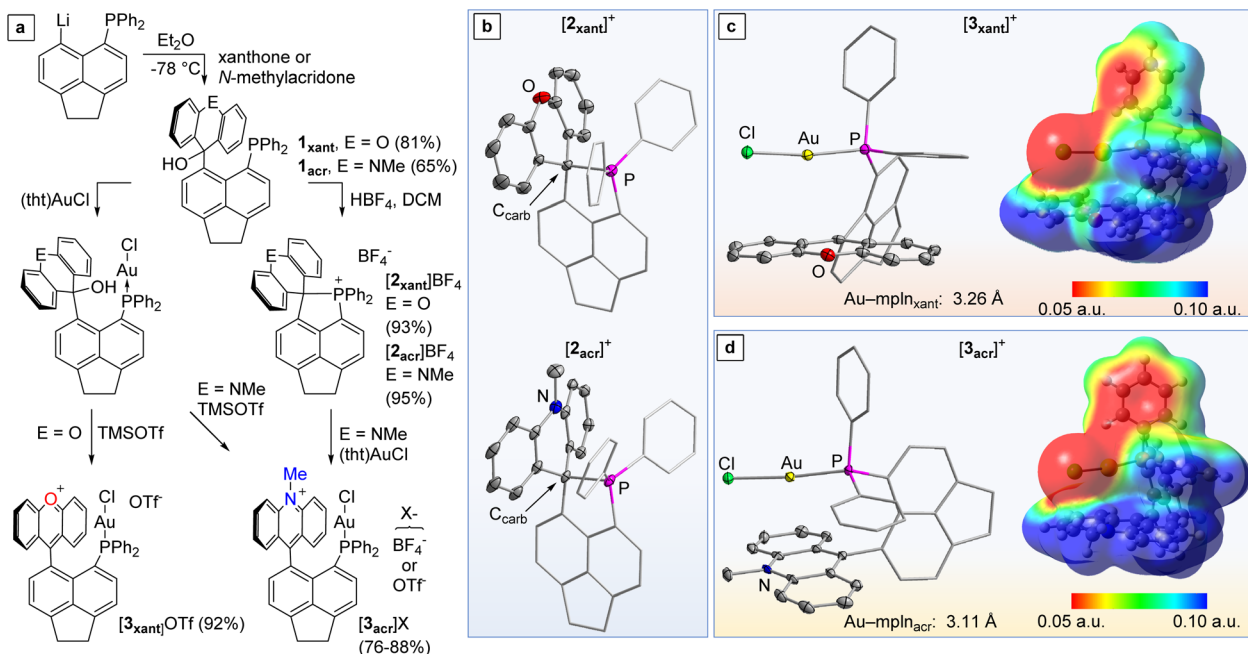 a
Li
PPh2
Et2O
-78 °C
xanthone or
N-methylacridone
E
HO
PPh2
1xant, E = O (81%)
1acr, E = NMe (65%)
(tht)AuCl
HBF4, DCM
E
OH
Cl
Au
PPh2
E
+
PPh2
BF4-
[2xant]BF4
E = O
(93%)
[2acr]BF4
E = NMe
(95%)
E = O
TMSOTf
E = NMe
TMSOTf
E = NMe
(tht)AuCl
O+
Cl
Au
PPh2
OTf-
[3xant]OTf (92%)
Me
N+
Cl
Au
PPh2
X-
BF4-
or
OTf-
[3acr]X
(76-88%)
b
[2xant]+
O
Ccarb
P
[2acr]+
N
Ccarb
P
c
[3xant]+
Cl
Au
P
O
Au–mplnxant: 3.26 Å
0.05 a.u.
0.10 a.u.
d
[3acr]+
Cl
Au
P
N
Au–mplnacr: 3.11 Å
0.05 a.u.
0.10 a.u.